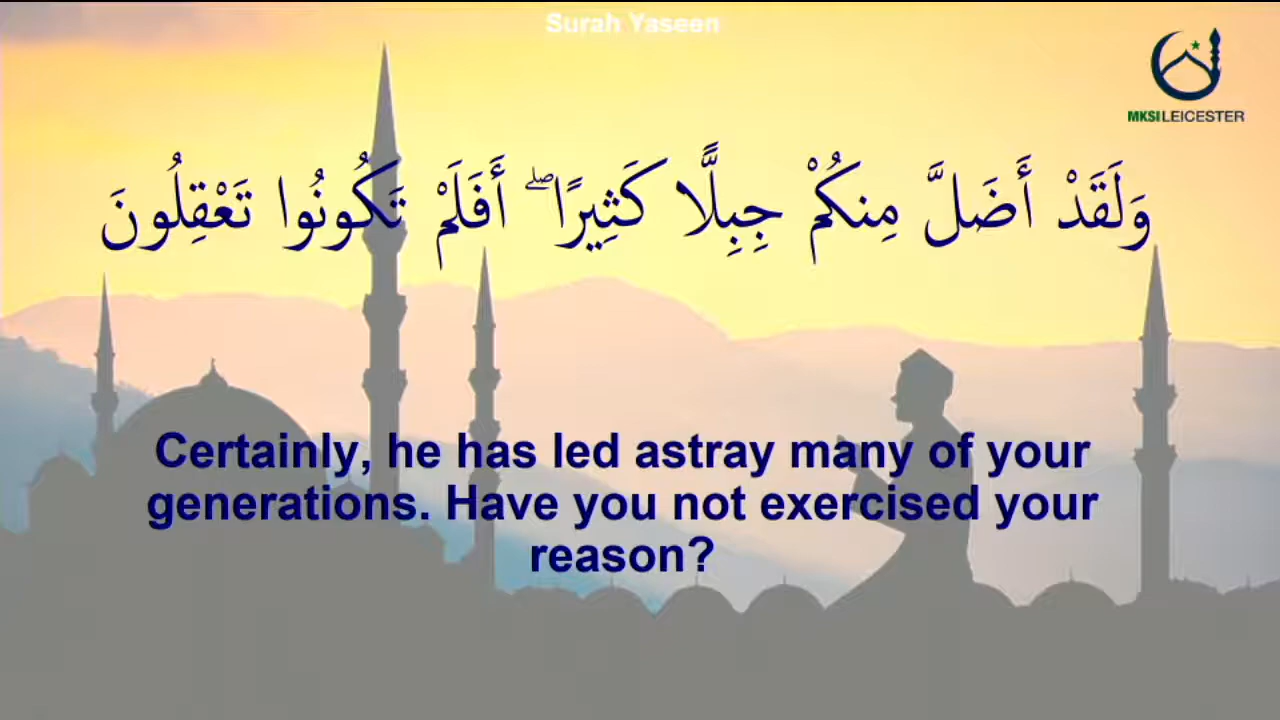 Surah Yaseen
MKSI LEICESTER
وَلَقَدْ أَضَلَّ مِنكُمْ جِبِلًّا كَثِيرًا ۖ أَفَلَمْ تَكُونُوا تَعْقِلُونَ
Certainly, he has led astray many of your
generations. Have you not exercised your
reason?